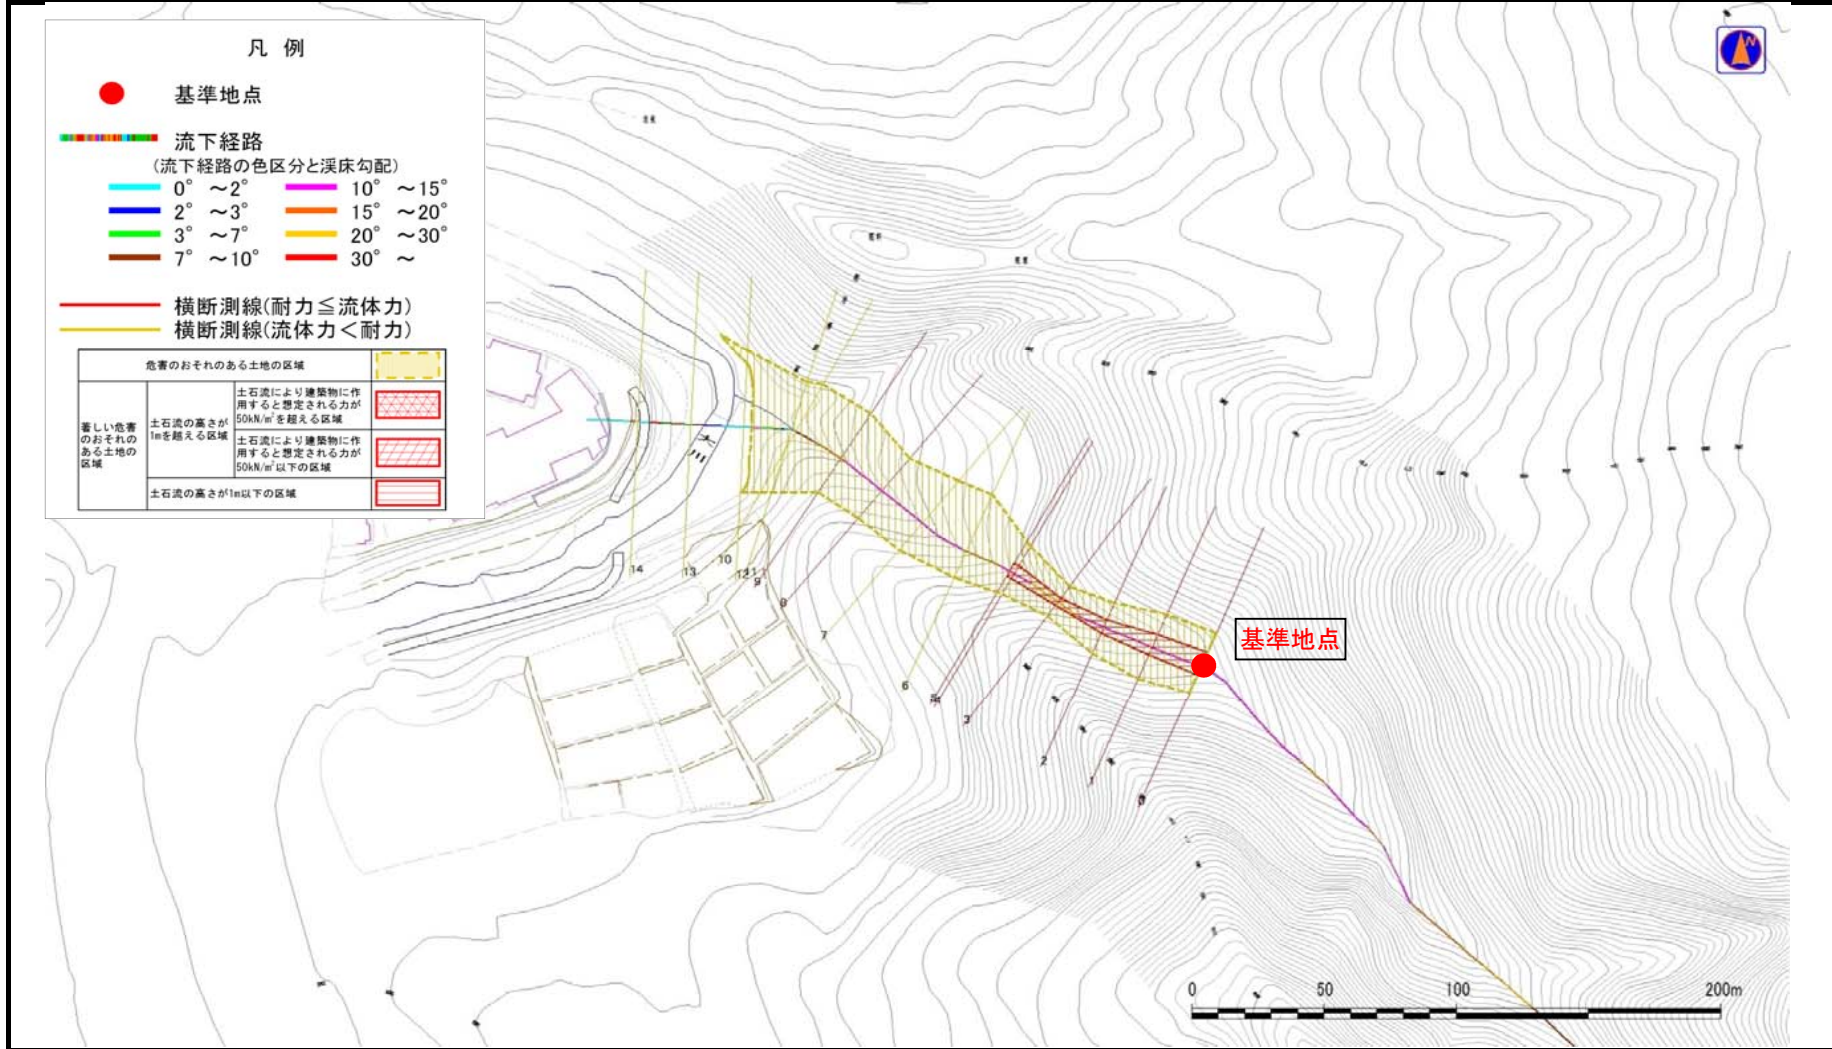 凡 例
基準地点
流下経路
(流下経路の色区分と渓床勾配)
0° ～2° 10° ～15°
2° ～3° 15° ～20°
3° ～7° 20° ～30°
7° ～10° 30° ～
横断測線(耐力≦流体力)
横断測線(流体力＜耐力)
危害のおそれのある土地の区域
著しい危害
のおそれの
ある土地の
区域
土石流の高さが
1mを越える区域
土石流により建築物に作
用すると想定される力が
50kN/㎡を超える区域
土石流により建築物に作
用すると想定される力が
50kN/㎡以下の区域
土石流の高さが1m以下の区域
N
基準地点
14
13
10
12
11
9
8
7
6
3
2
1
0
0 50 100 200m